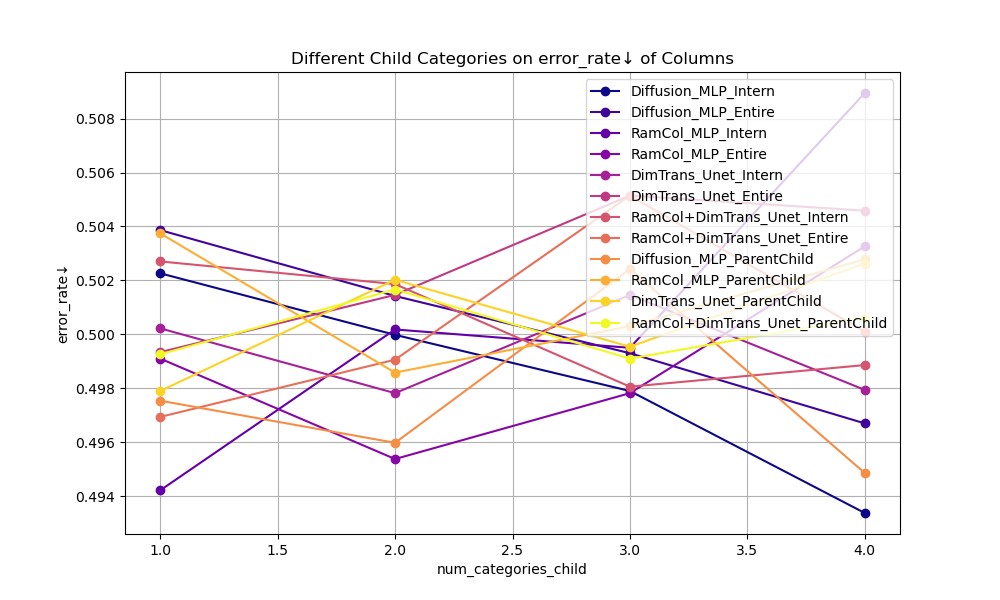 Different Child Categories on error_rate↓ of Columns
error_rate↓
0.508
0.506
0.504
0.502
0.500
0.498
0.496
0.494
Diffusion_MLP_Intern
Diffusion_MLP_Entire
RamCol_MLP_Intern
RamCol_MLP_Entire
DimTrans_Unet_Intern
DimTrans_Unet_Entire
RamCol+DimTrans_Unet_Intern
RamCol+DimTrans_Unet_Entire
Diffusion_MLP_ParentChild
RamCol_MLP_ParentChild
DimTrans_Unet_ParentChild
RamCol+DimTrans_Unet_ParentChild
1.0 1.5 2.0 2.5 3.0 3.5 4.0
num_categories_child